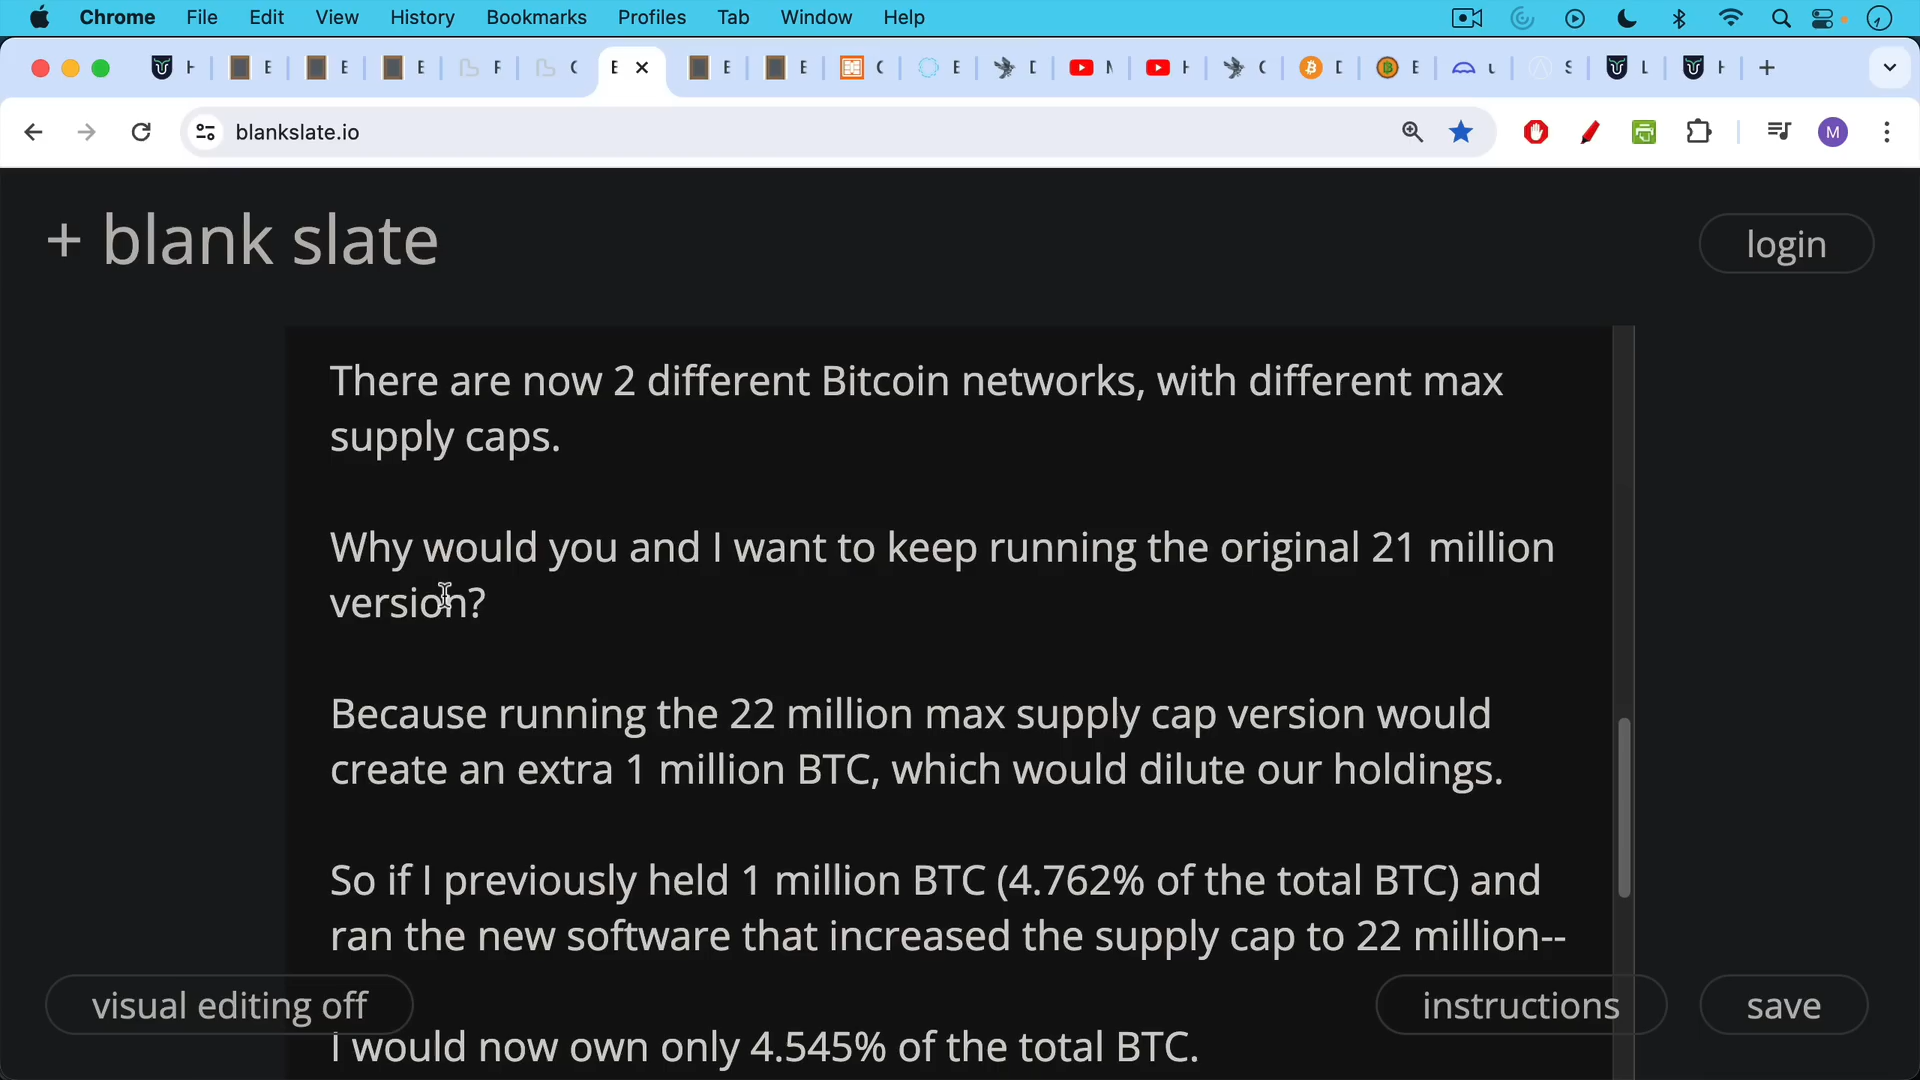 Chrome File Edit View History Bookmarks Profiles Tab Window Help
blankslate.io
M
+ blank slate
login
There are now 2 different Bitcoin networks, with different max
supply caps.
Why would you and I want to keep running the original 21 million
version?
Because running the 22 million max supply cap version would
create an extra 1 million BTC, which would dilute our holdings.
So if I previously held 1 million BTC (4.762% of the total BTC) and
ran the new software that increased the supply cap to 22 million--
I would now own only 4.545% of the total BTC.
visual editing off
instructions
save